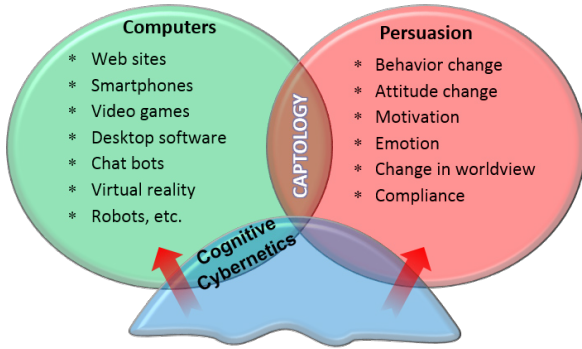 Computers
* Web sites
* Smartphones
* Video games
* Desktop software
* Chat bots
* Virtual reality
* Robots, etc.
CAPTOLOGY
Persuasion
* Behavior change
* Attitude change
* Motivation
* Emotion
* Change in worldview
* Compliance
Cognitive
Cybernetics